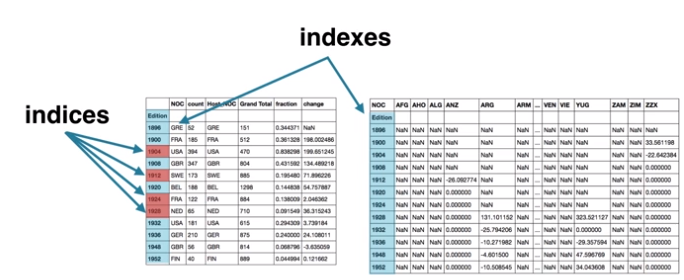 indexes
indices
NOC count Host NOC Grand Total fraction change
Edition
1896 GRE 52 GRE 151 0.344371 NaN
1900 FRA 185 FRA 512 0.361328 198.002486
1904 USA 394 USA 470 0.838298 199.651245
1908 GBR 347 GBR 804 0.431592 134.489218
1912 SWE 173 SWE 885 0.195480 71.896226
1920 BEL 188 BEL 1298 0.144838 54.757887
1924 FRA 122 FRA 884 0.138009 2.046362
1928 NED 65 NED 710 0.091549 36.315243
1932 USA 181 USA 615 0.294309 3.739184
1936 GER 210 GER 875 0.240000 24.108011
1948 GBR 56 GBR 814 0.068796 -3.635059
1952 FIN 40 FIN 889 0.044994 0.121662
NOC AFG AHO ALG ANZ ARG ARM ... VEN VIE YUG ZAM ZIM ZZX
Edition
1896 NaN NaN NaN NaN NaN NaN ... NaN NaN NaN NaN NaN NaN
1900 NaN NaN NaN NaN NaN NaN ... NaN NaN NaN NaN NaN 33.561198
1904 NaN NaN NaN NaN NaN NaN ... NaN NaN NaN NaN NaN -22.642384
1908 NaN NaN NaN NaN NaN NaN ... NaN NaN NaN NaN NaN 0.000000
1912 NaN NaN NaN -26.092774 NaN NaN ... NaN NaN NaN NaN NaN 0.000000
1920 NaN NaN NaN 0.000000 NaN NaN ... NaN NaN NaN NaN NaN 0.000000
1924 NaN NaN NaN 0.000000 NaN NaN ... NaN NaN NaN NaN NaN 0.000000
1928 NaN NaN NaN 0.000000 131.101152 NaN ... NaN NaN 323.521127 NaN NaN 0.000000
1932 NaN NaN NaN 0.000000 -25.794206 NaN ... NaN NaN 0.000000 NaN NaN 0.000000
1936 NaN NaN NaN 0.000000 -10.271982 NaN ... NaN NaN -29.357594 NaN NaN 0.000000
1948 NaN NaN NaN 0.000000 -4.601500 NaN ... NaN NaN 47.596769 NaN NaN 0.000000
1952 NaN NaN NaN 0.000000 -10.508545 NaN ... NaN NaN 34.043608 NaN NaN 0.000000